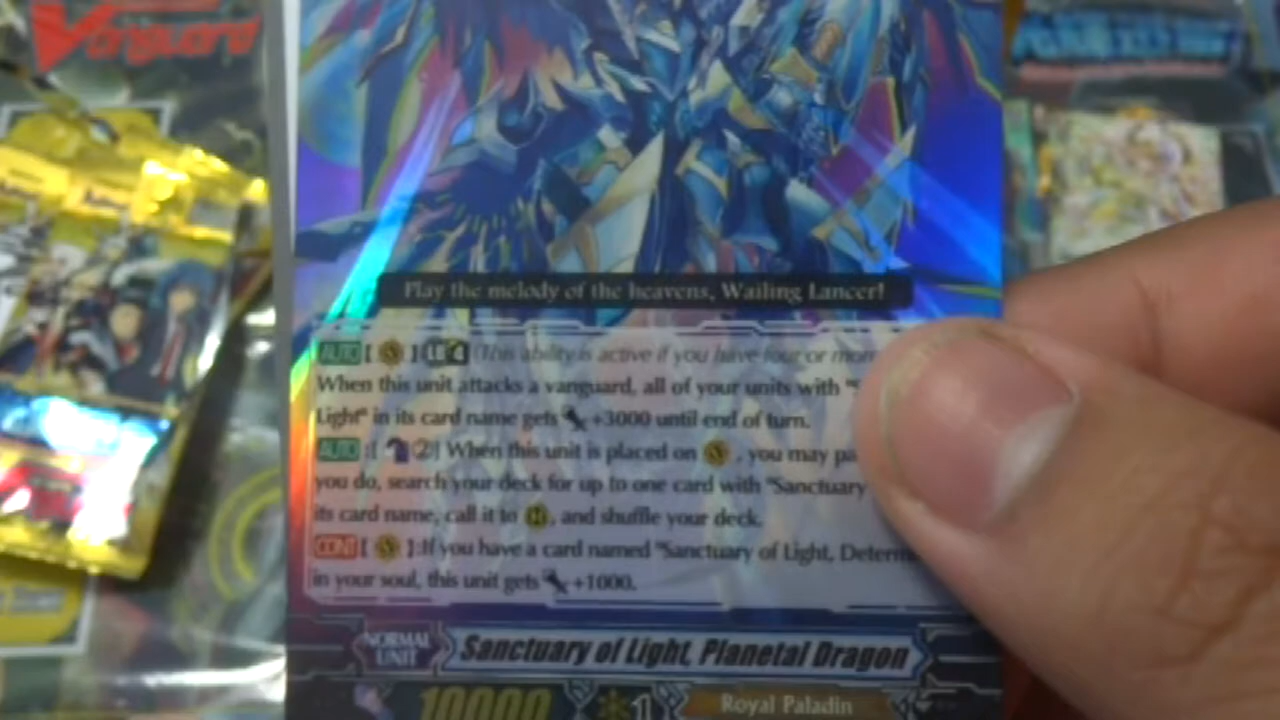 Vanguard
Play the melody of the heavens, Wailing Lancer!
AUTO [ ] LB 4 (This ability is active if you have four or mor
When this unit attacks a vanguard, all of your units with "
Light" in its card name gets +3000 until end of turn.
AUTO :[ 2] When this unit is placed on , you may pa
you do, search your deck for up to one card with "Sanctuary
its card name, call it to R, and shuffle your deck.
CONT [ V ]:If you have a card named "Sanctuary of Light, Determ
in your soul, this unit gets +1000.
NORMAL UNIT Sanctuary of Light, Planetal Dragon
10000 1 Royal Paladin